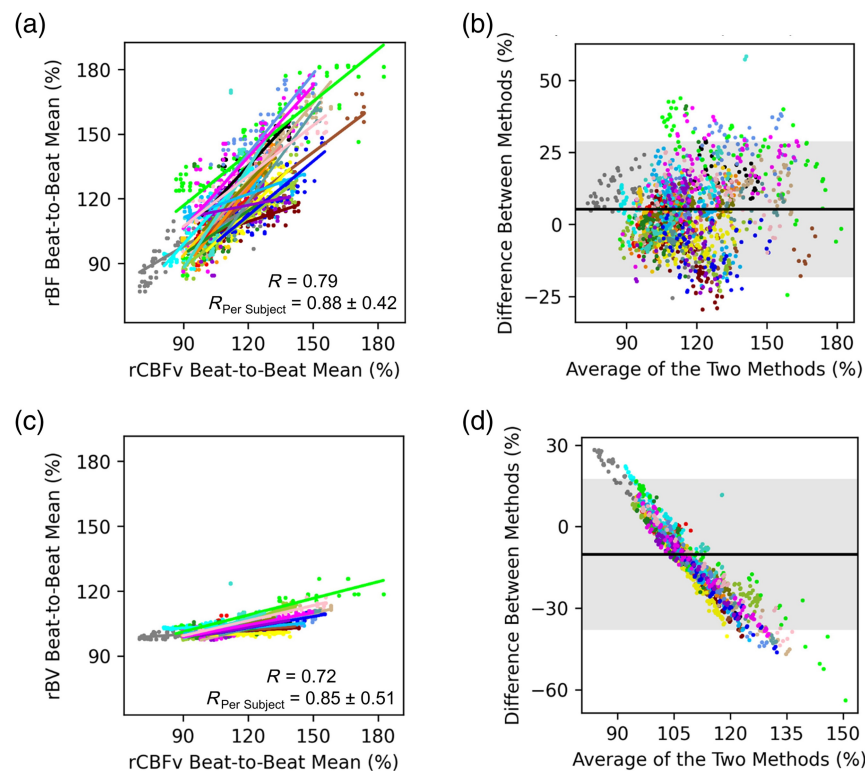 (a)
rBF Beat-to-Beat Mean (%)
180
150
120
90
R = 0.79
RPer Subject = 0.88 ± 0.42
90 120 150 180
rCBFv Beat-to-Beat Mean (%)
(b)
Difference Between Methods (%)
50
25
0
−25
90 120 150 180
Average of the Two Methods (%)
(c)
rBV Beat-to-Beat Mean (%)
180
150
120
90
R = 0.72
RPer Subject = 0.85 ± 0.51
90 120 150 180
rCBFv Beat-to-Beat Mean (%)
(d)
Difference Between Methods (%)
30
0
−30
−60
90 105 120 135 150
Average of the Two Methods (%)